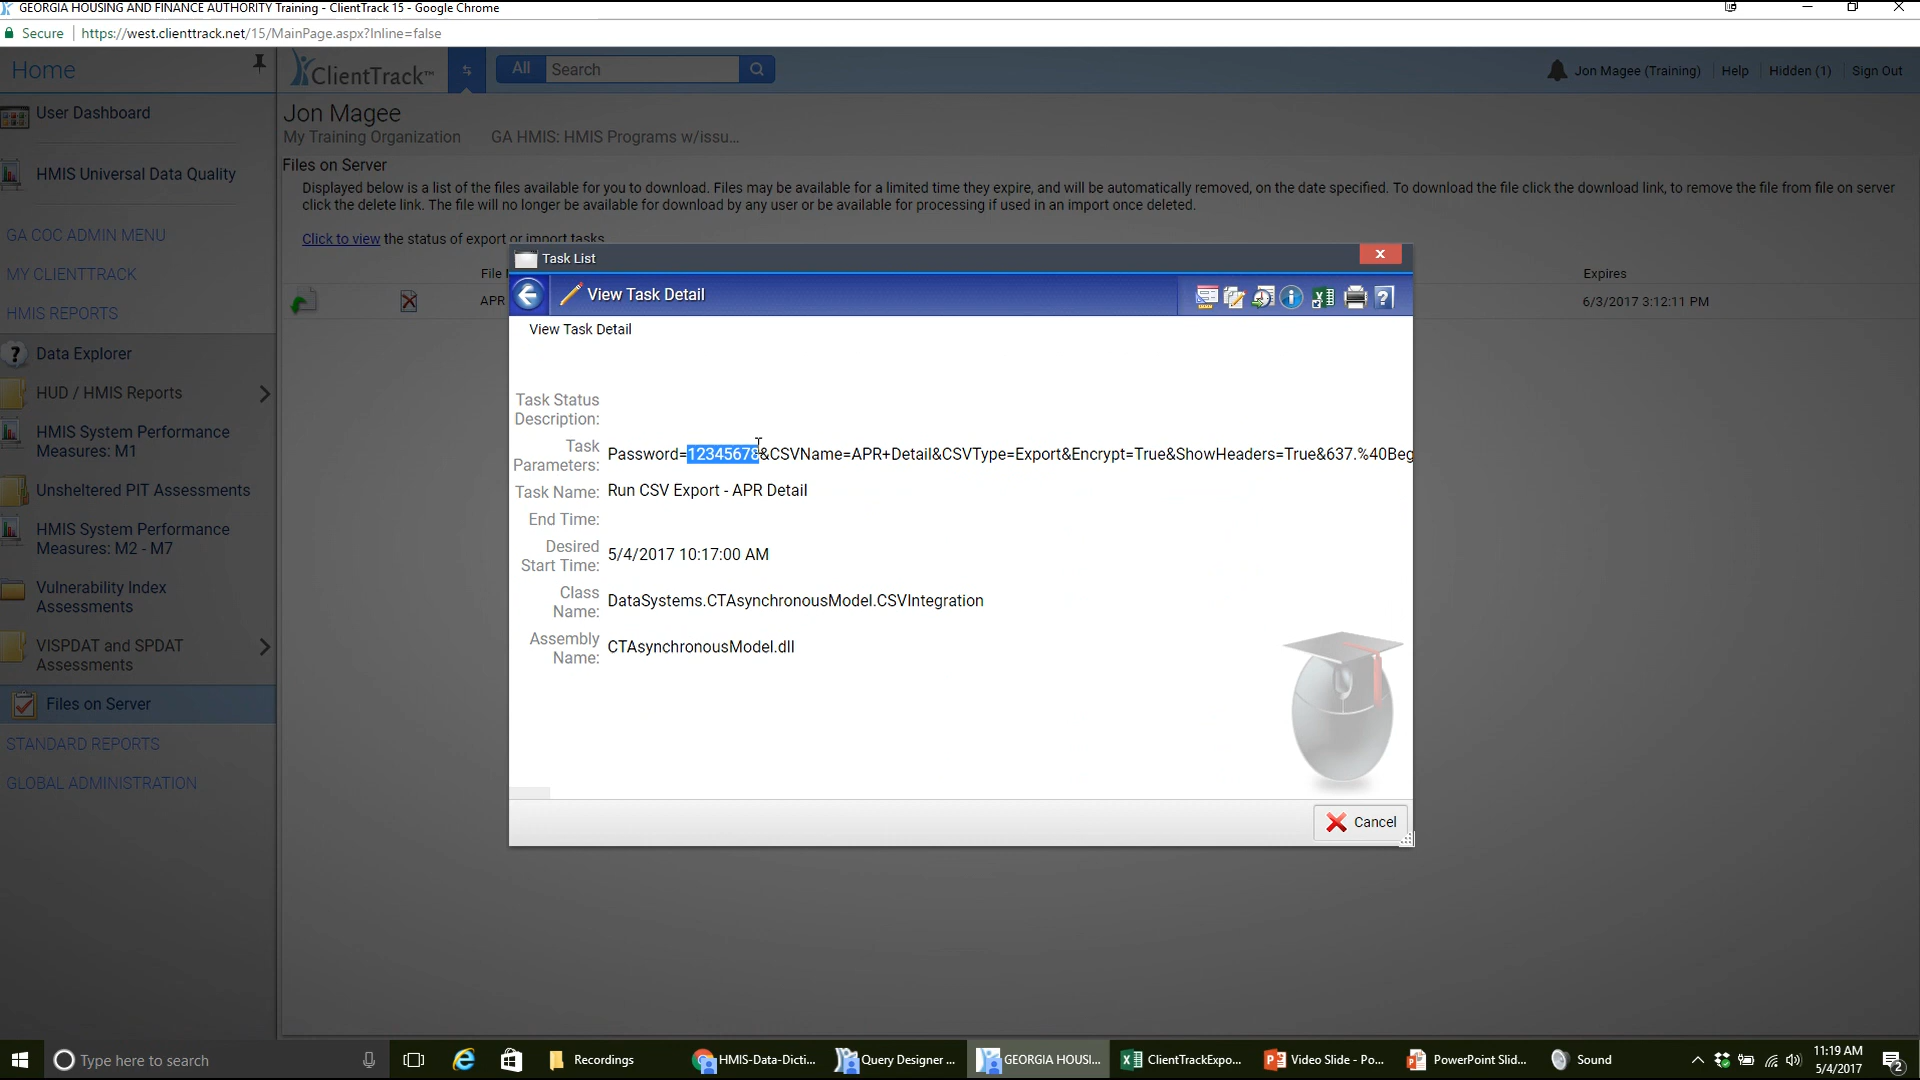 GEORGIA HOUSING AND FINANCE AUTHORITY Training - ClientTrack 15 - Google Chrome
Secure https://west.clienttrack.net/15/MainPage.aspx?Inline=false
Home
ClientTrack™
All
Search
Jon Magee (Training)
Help
Hidden (1)
Sign Out
User Dashboard
HMIS Universal Data Quality
GA COC ADMIN MENU
MY CLIENTTRACK
HMIS REPORTS
Data Explorer
HUD / HMIS Reports
HMIS System Performance
Measures: M1
Unsheltered PIT Assessments
HMIS System Performance
Measures: M2 - M7
Vulnerability Index
Assessments
VISPDAT and SPDAT
Assessments
Files on Server
STANDARD REPORTS
GLOBAL ADMINISTRATION
Jon Magee
My Training Organization GA HMIS: HMIS Programs w/issu...
Files on Server
Displayed below is a list of the files available for you to download. Files may be available for a limited time they expire, and will be automatically removed, on the date specified. To download the file click the download link, to remove the file from file on server
click the delete link. The file will no longer be available for download by any user or be available for processing if used in an import once deleted.
Click to view the status of export or import tasks
File
Expires
APR
6/3/2017 3:12:11 PM
Task List
View Task Detail
View Task Detail
Task Status
Description:
Task
Parameters: Password=12345678&CSVName=APR+Detail&CSVType=Export&Encrypt=True&ShowHeaders=True&637.%40Beg
Task Name: Run CSV Export - APR Detail
End Time:
Desired
Start Time: 5/4/2017 10:17:00 AM
Class
Name: DataSystems.CTAsynchronousModel.CSVIntegration
Assembly
Name: CTAsynchronousModel.dll
Cancel
Type here to search
Recordings
HMIS-Data-Dicti...
Query Designer ...
GEORGIA HOUSI...
ClientTrackExpo...
Video Slide - Po...
PowerPoint Slid...
Sound
11:19 AM
5/4/2017
2